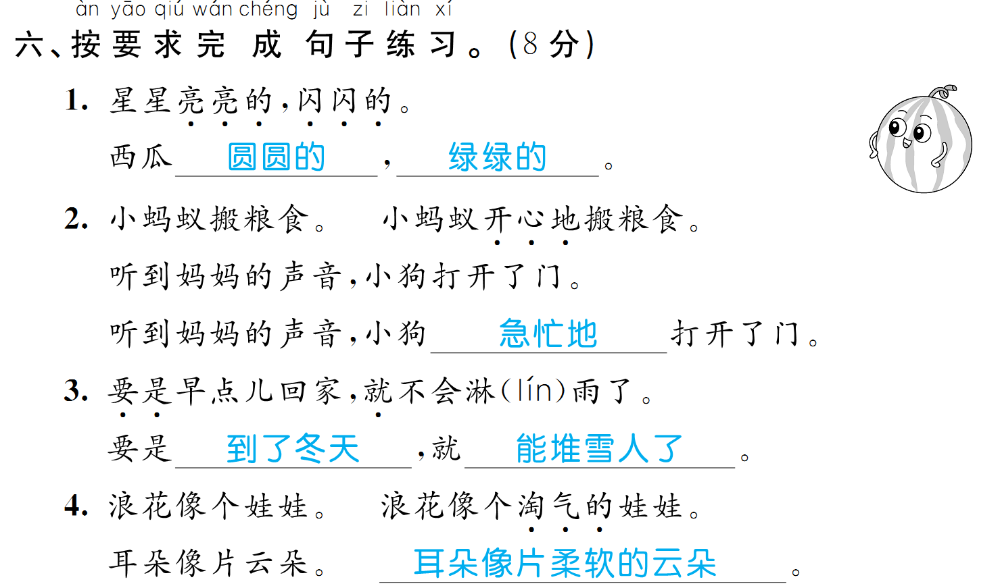 àn yāo qiú wán chéng jù zi liàn xí
六、按要求完成句子练习。(8分)
1. 星星亮亮的,闪闪的。
西瓜圆圆的,绿绿的。
2. 小蚂蚁搬粮食。 小蚂蚁开心地搬粮食。
听到妈妈的声音,小狗打开了门。
听到妈妈的声音,小狗急忙地打开了门。
3. 要是早点儿回家,就不会淋(lín)雨了。
要是到了冬天,就能堆雪人了。
4. 浪花像个娃娃。 浪花像个淘气的娃娃。
耳朵像片云朵。 耳朵像片柔软的云朵。